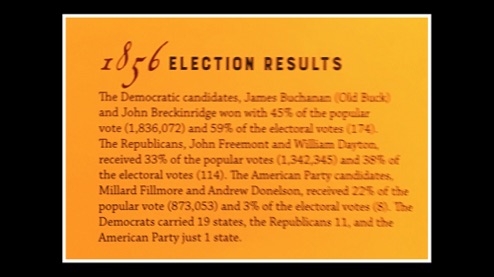 1856 ELECTION RESULTS
The Democratic candidates, James Buchanan (Old Buck)
and John Breckinridge won with 45% of the popular
vote (1,836,072) and 59% of the electoral votes (174).
The Republicans, John Freemont and William Dayton,
received 33% of the popular votes (1,342,345) and 38% of
the electoral votes (114). The American Party candidates,
Millard Fillmore and Andrew Donelson, received 22% of the
popular vote (873,053) and 3% of the electoral votes (8). The
Democrats carried 19 states, the Republicans 11, and the
American Party just 1 state.